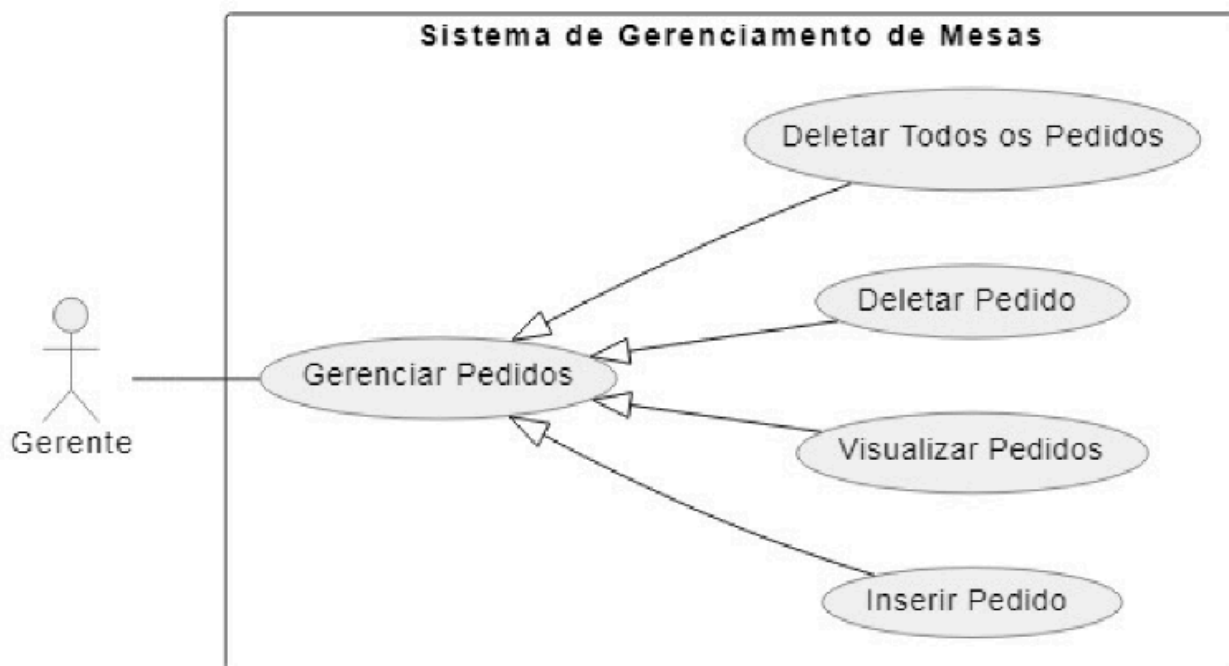 Sistema de Gerenciamento de Mesas
Deletar Todos os Pedidos
Deletar Pedido
Gerenciar Pedidos
Gerente
Visualizar Pedidos
Inserir Pedido